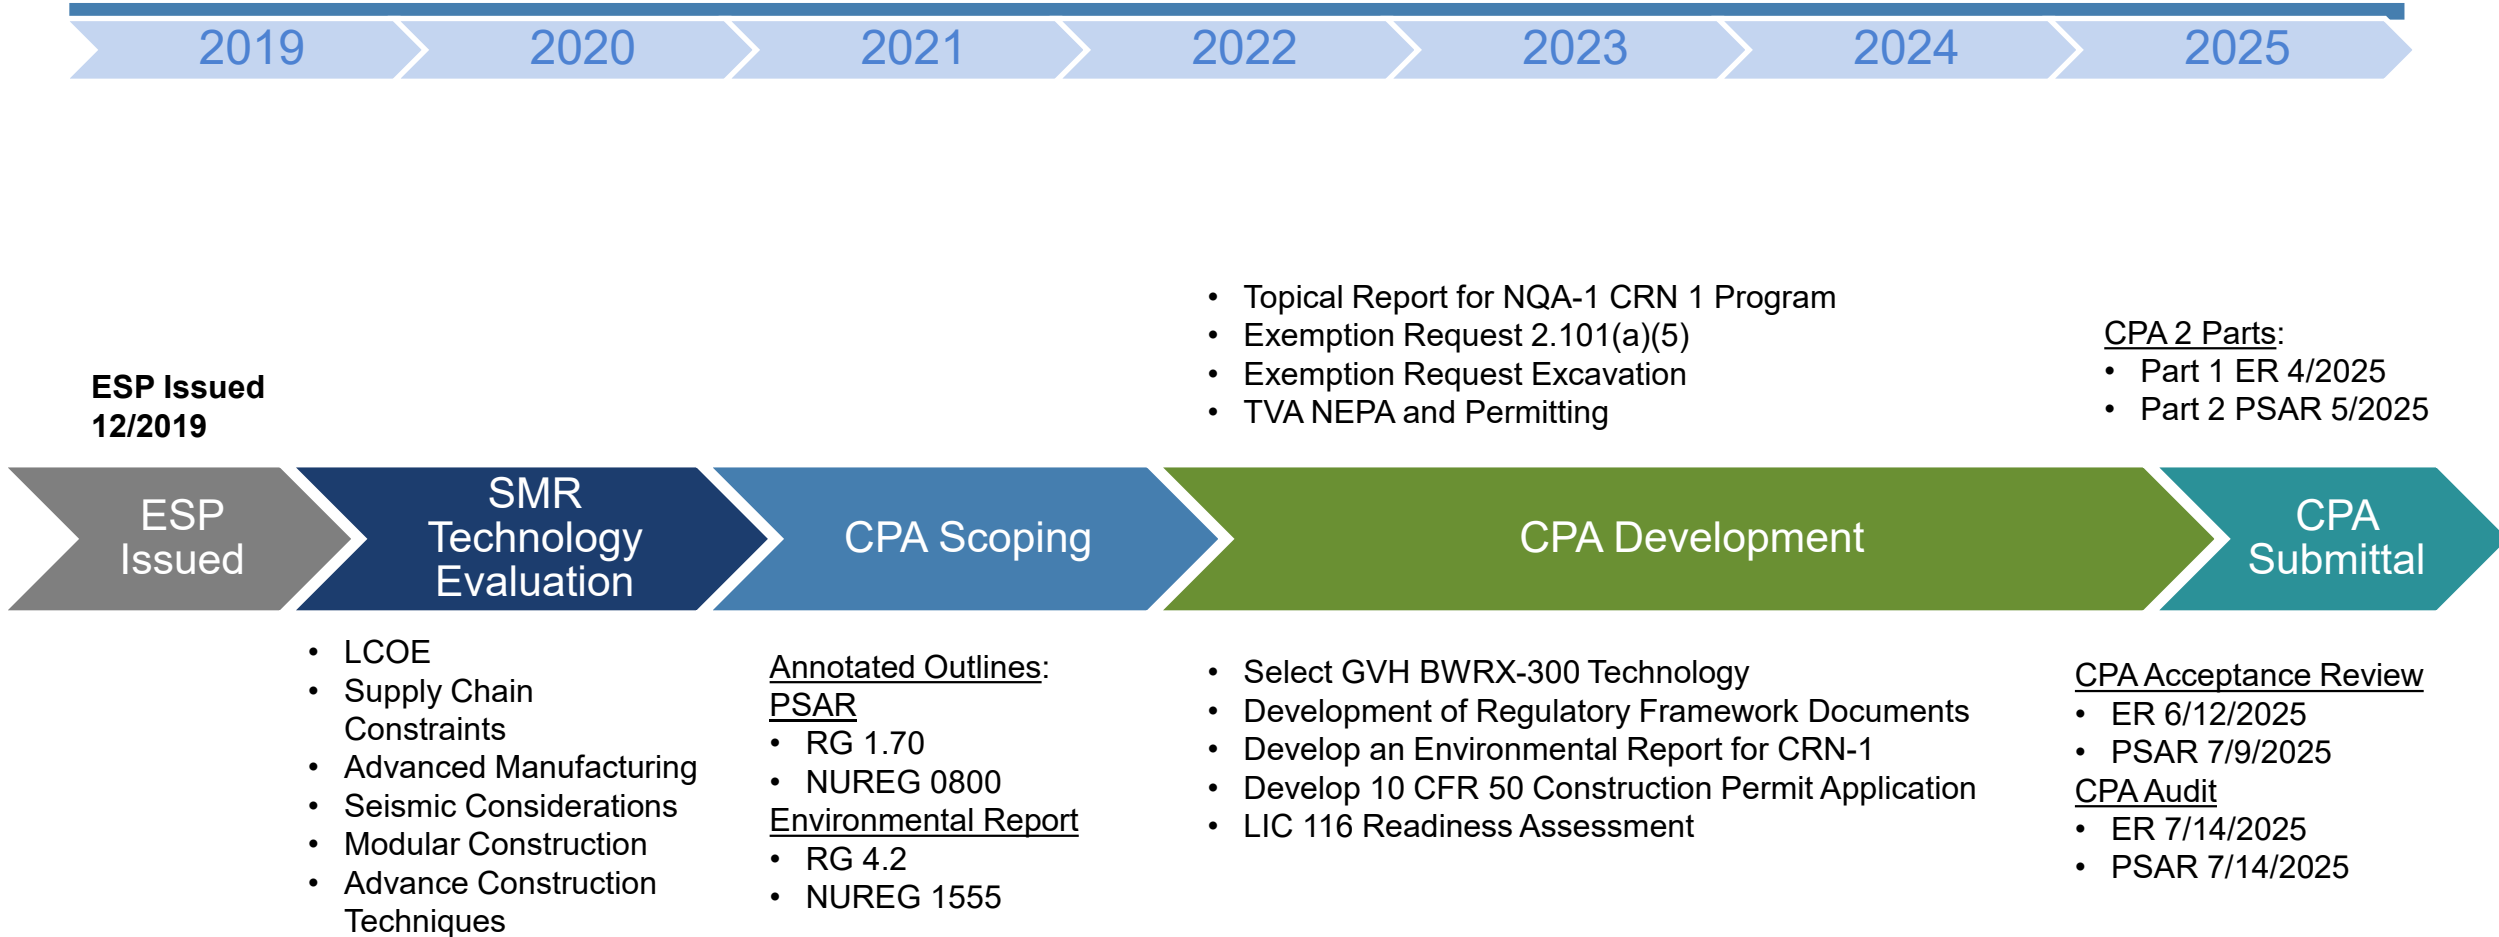 2019
2020
2021
2022
2023
2024
2025
ESP Issued
12/2019
• Topical Report for NQA-1 CRN 1 Program
• Exemption Request 2.101(a)(5)
• Exemption Request Excavation
• TVA NEPA and Permitting
CPA 2 Parts:
• Part 1 ER 4/2025
• Part 2 PSAR 5/2025
ESP
Issued
SMR
Technology
Evaluation
CPA Scoping
CPA Development
CPA
Submittal
• LCOE
• Supply Chain
Constraints
• Advanced Manufacturing
• Seismic Considerations
• Modular Construction
• Advance Construction
Techniques
Annotated Outlines:
PSAR
• RG 1.70
• NUREG 0800
Environmental Report
• RG 4.2
• NUREG 1555
• Select GVH BWRX-300 Technology
• Development of Regulatory Framework Documents
• Develop an Environmental Report for CRN-1
• Develop 10 CFR 50 Construction Permit Application
• LIC 116 Readiness Assessment
CPA Acceptance Review
• ER 6/12/2025
• PSAR 7/9/2025
CPA Audit
• ER 7/14/2025
• PSAR 7/14/2025